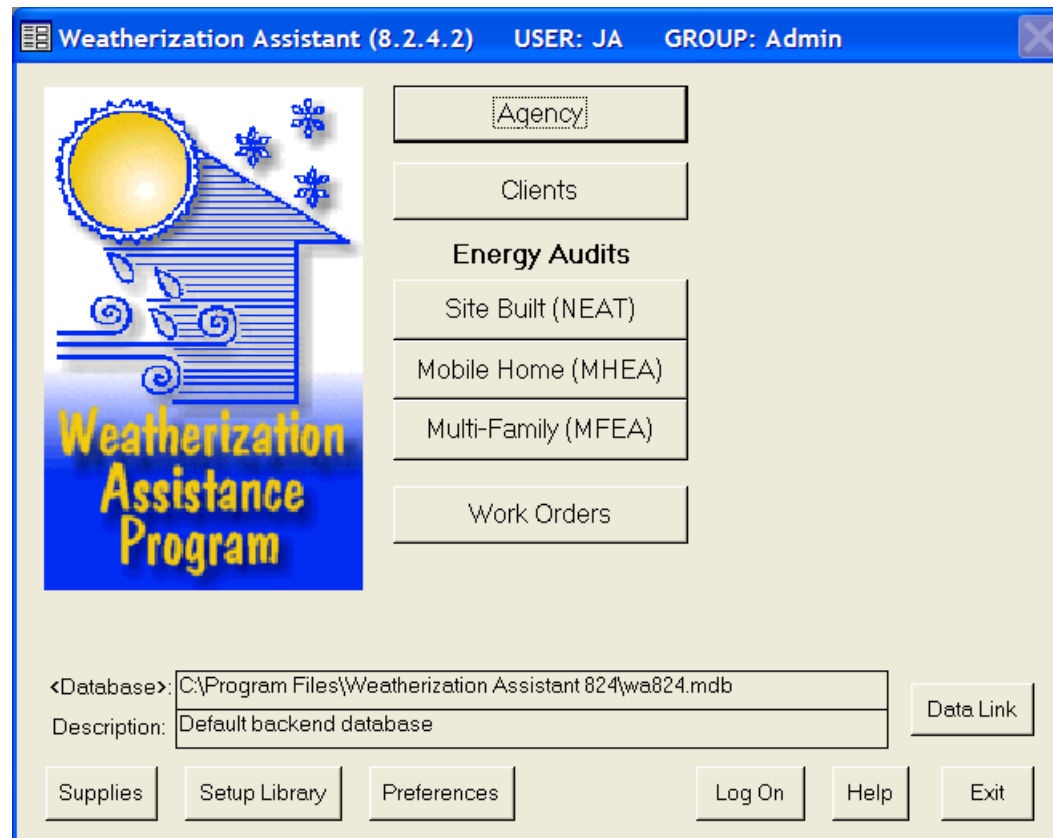 Weatherization Assistant (8.2.4.2) USER: JA GROUP: Admin
Agency
Clients
Energy Audits
Site Built (NEAT)
Mobile Home (MHEA)
Multi-Family (MFEA)
Work Orders
Weatherization
Assistance
Program
<Database>: C:\Program Files\Weatherization Assistant 824\wa824.mdb
Description: Default backend database
Data Link
Supplies Setup Library Preferences Log On Help Exit